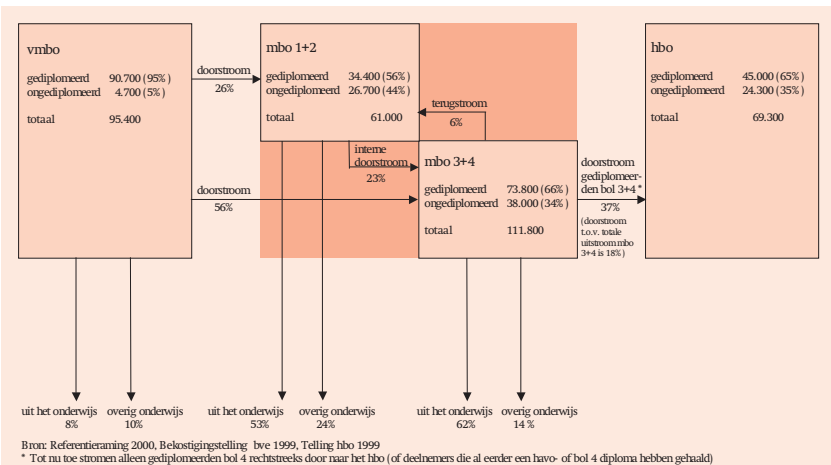 vmbo
gediplomeerd 90.700 (95%)
ongediplomeerd 4.700 (5%)
totaal 95.400
doorstroom
26%
doorstroom
56%
mbo 1+2
gediplomeerd 34.400 (56%)
ongediplomeerd 26.700 (44%)
totaal 61.000
terugstroom
6%
interne
doorstroom
23%
mbo 3+4
gediplomeerd 73.800 (66%)
ongediplomeerd 38.000 (34%)
totaal 111.800
doorstroom
gediplomeer-
den bol 3+4 *
37%
(doorstroom
t.o.v. totale
uitstroom mbo
3+4 is 18%)
hbo
gediplomeerd 45.000 (65%)
ongediplomeerd 24.300 (35%)
totaal 69.300
uit het onderwijs overig onderwijs uit het onderwijs overig onderwijs uit het onderwijs overig onderwijs
8% 10% 53% 24% 62% 14 %
Bron: Referentieraming 2000, Bekostigingstelling bve 1999, Telling hbo 1999
* Tot nu toe stromen alleen gediplomeerden bol 4 rechtstreeks door naar het hbo (of deelnemers die al eerder een havo- of bol 4 diploma hebben gehaald)